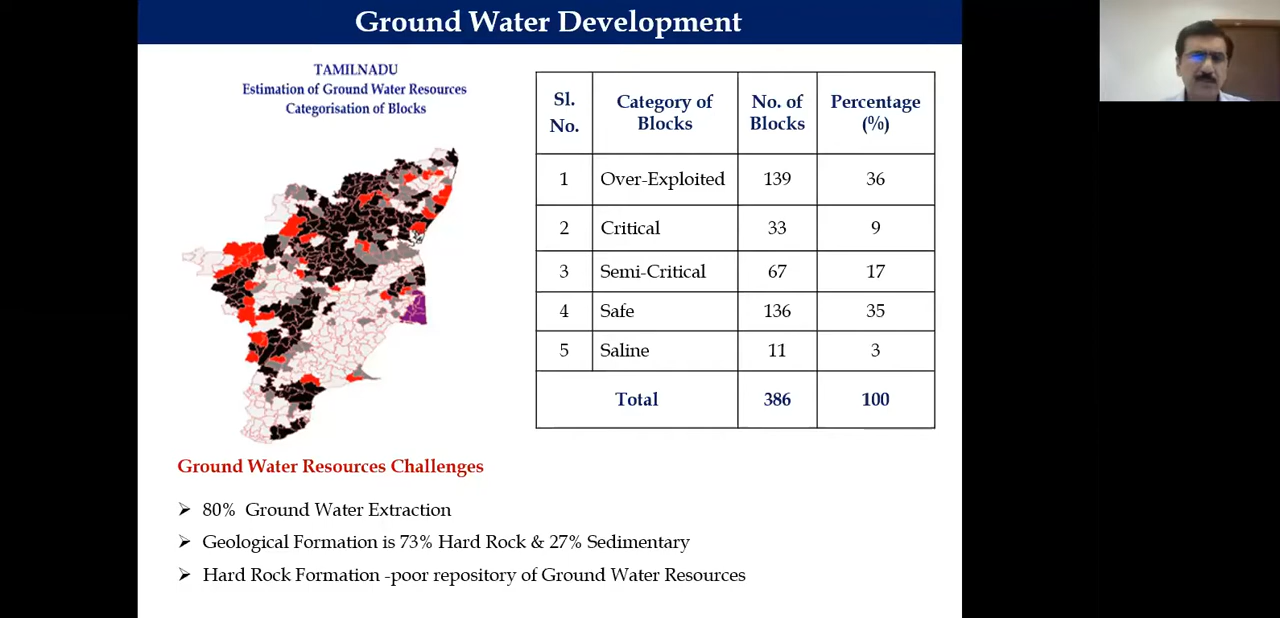 Ground Water Development
TAMILNADU
Estimation of Ground Water Resources
Categorisation of Blocks
Sl. No. Category of Blocks No. of Blocks Percentage (%)
1 Over-Exploited 139 36
2 Critical 33 9
3 Semi-Critical 67 17
4 Safe 136 35
5 Saline 11 3
Total 386 100
Ground Water Resources Challenges
➢ 80% Ground Water Extraction
➢ Geological Formation is 73% Hard Rock & 27% Sedimentary
➢ Hard Rock Formation -poor repository of Ground Water Resources